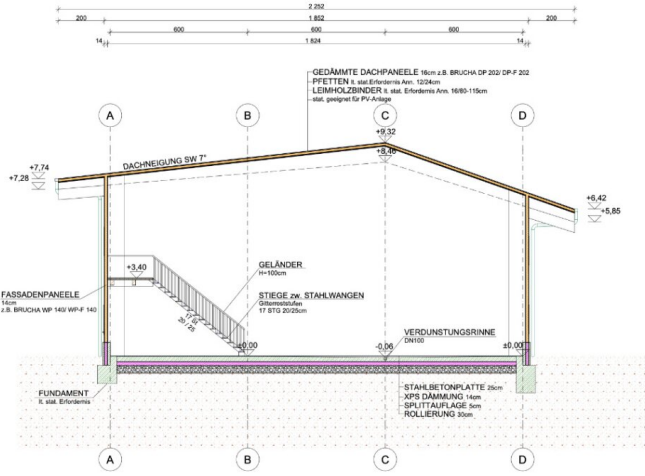 2 252
200 1 852 200
600 600 600
14 1 824 14
GEDÄMMTE DACHPANEELE 16cm z.B. BRUCHA DP 202/ DP-F 202
PFETTEN lt. stat.Erfordernis Ann. 12/24cm
LEIMHOLZBINDER lt. stat. Erfordernis Ann. 16/80-115cm
stat. geeignet für PV-Anlage
A B C D
+9,32
+8,46
DACHNEIGUNG SW 7°
+7,74
+7,28
+6,42
+5,85
+3,40
GELÄNDER
H=100cm
FASSADENPANEELE
14cm
z.B. BRUCHA WP 140/ WP-F 140
STIEGE zw. STAHLWANGEN
Gitterroststufen
17 STG 20/25cm
17 St
20 / 25
VERDUNSTUNGSRINNE
DN100
±0,00 -0,06 ±0,00
FUNDAMENT
lt. stat. Erfordernis
STAHLBETONPLATTE 25cm
XPS DÄMMUNG 14cm
SPLITTAUFLAGE 5cm
ROLLIERUNG 30cm
A B C D